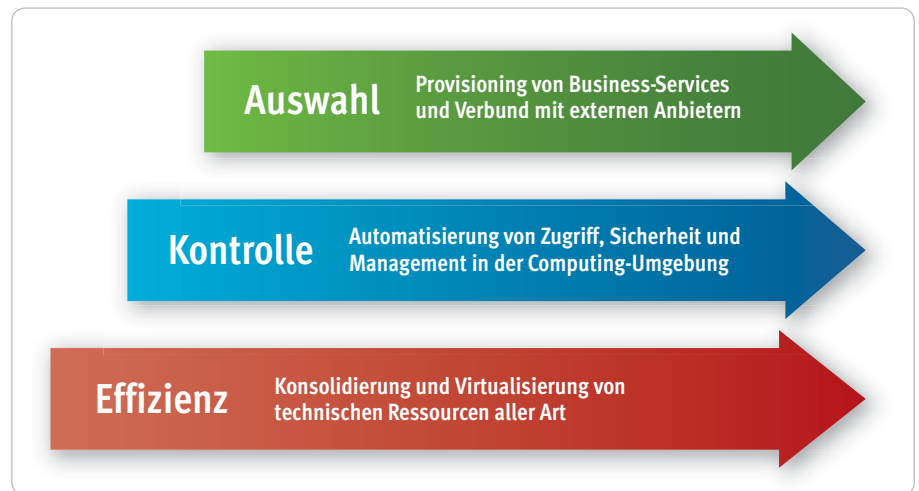 Auswahl
Provisioning von Business-Services
und Verbund mit externen Anbietern
Kontrolle
Automatisierung von Zugriff, Sicherheit und
Management in der Computing-Umgebung
Effizienz
Konsolidierung und Virtualisierung von
technischen Ressourcen aller Art